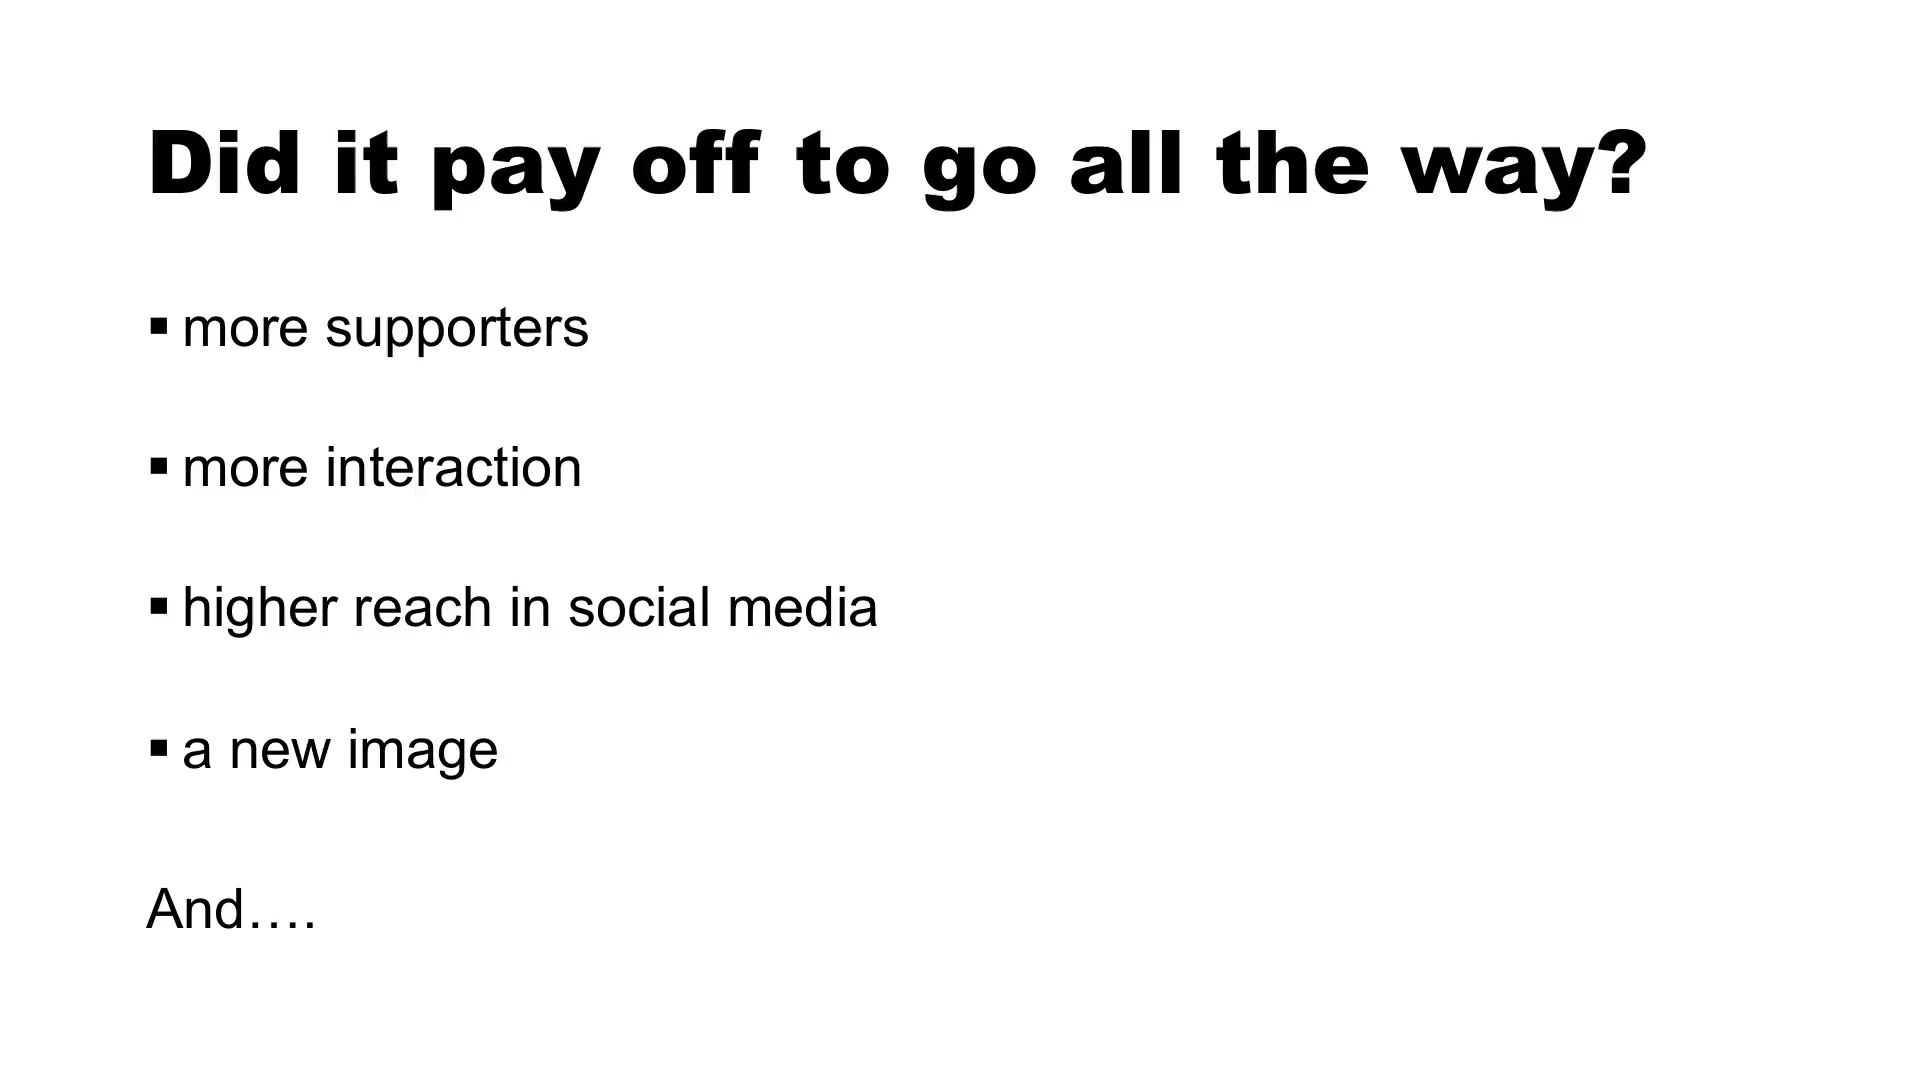 Did it pay off to go all the way?
▪ more supporters
▪ more interaction
▪ higher reach in social media
▪ a new image
And….